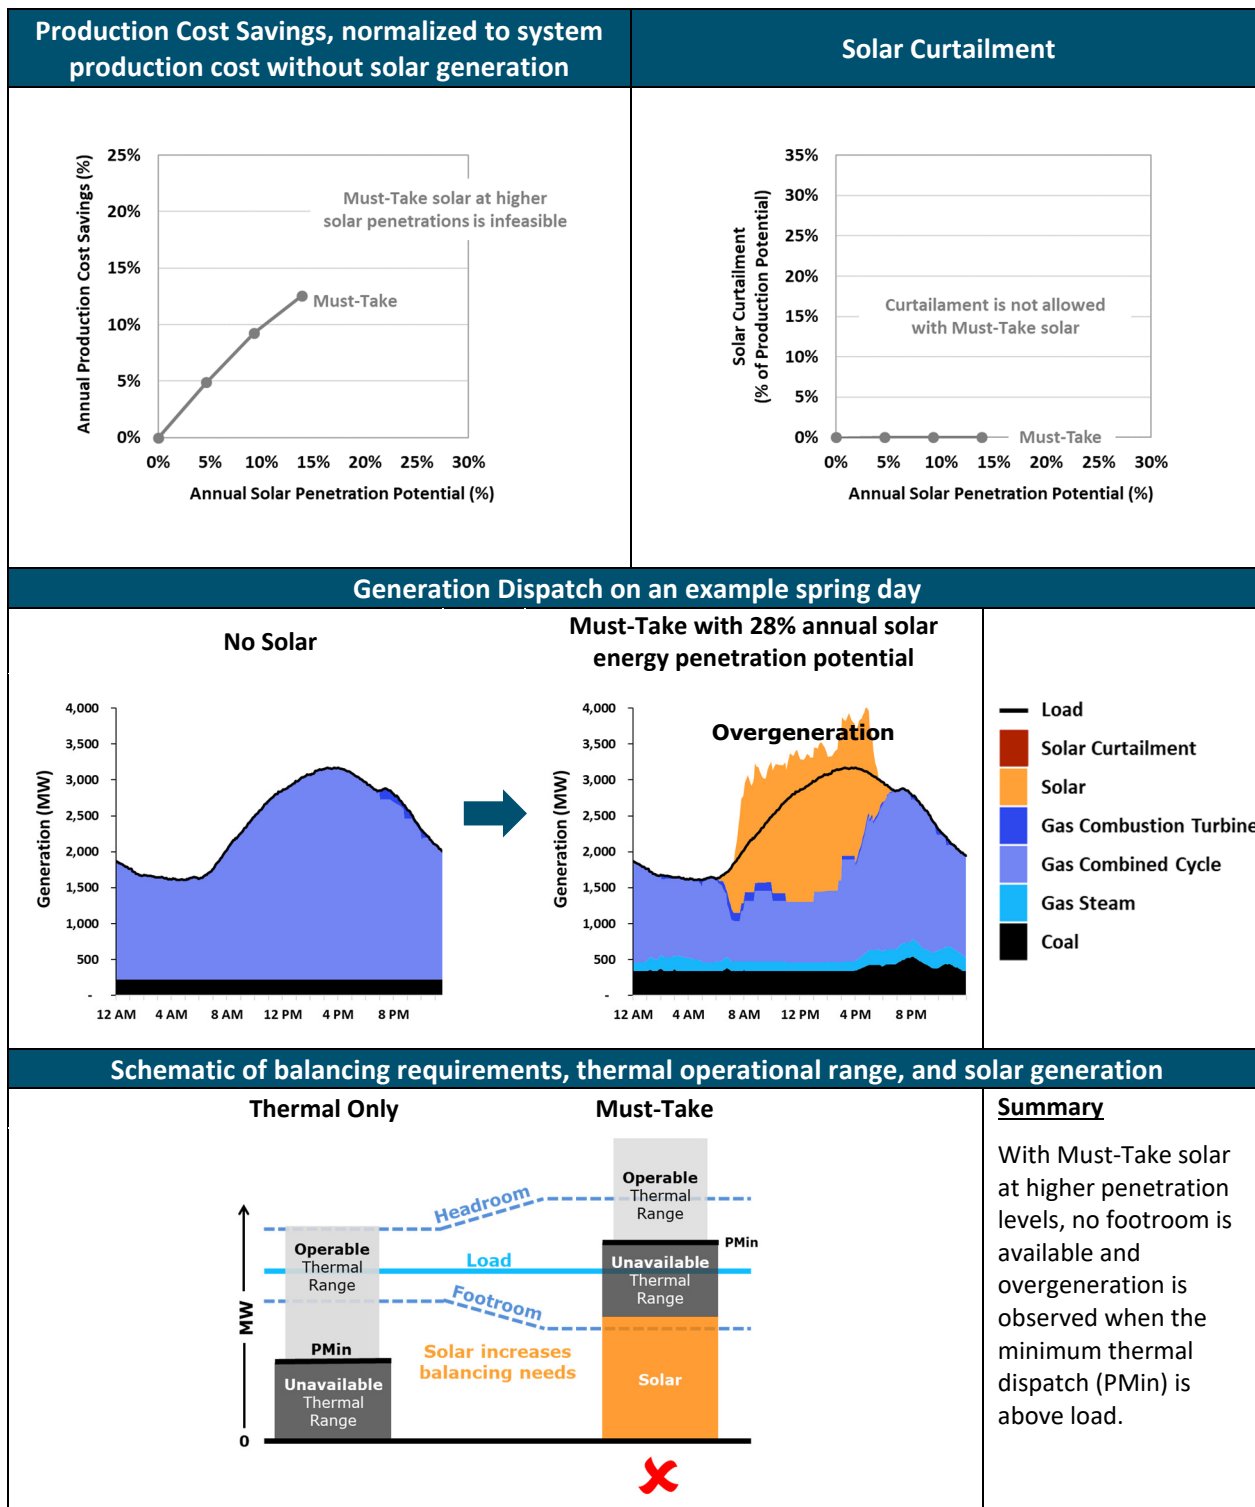 Production Cost Savings, normalized to system
production cost without solar generation
Solar Curtailment
Annual Production Cost Savings (%)
25%
20%
15%
10%
5%
0%
Must-Take solar at higher
solar penetrations is infeasible
Must-Take
0% 5% 10% 15% 20% 25% 30%
Annual Solar Penetration Potential (%)
Solar Curtailment
(% of Production Potential)
35%
30%
25%
20%
15%
10%
5%
0%
Curtailament is not allowed
with Must-Take solar
Must-Take
0% 5% 10% 15% 20% 25% 30%
Annual Solar Penetration Potential (%)
Generation Dispatch on an example spring day
No Solar
Generation (MW)
4,000
3,500
3,000
2,500
2,000
1,500
1,000
500
-
12 AM 4 AM 8 AM 12 PM 4 PM 8 PM
Must-Take with 28% annual solar
energy penetration potential
Generation (MW)
4,000
3,500
3,000
2,500
2,000
1,500
1,000
500
-
Overgeneration
12 AM 4 AM 8 AM 12 PM 4 PM 8 PM
Load
Solar Curtailment
Solar
Gas Combustion Turbine
Gas Combined Cycle
Gas Steam
Coal
Schematic of balancing requirements, thermal operational range, and solar generation
Thermal Only
Must-Take
MW
0
Operable
Thermal
Range
PMin
Unavailable
Thermal
Range
Headroom
Load
Footroom
Solar increases
balancing needs
Operable
Thermal
Range
PMin
Unavailable
Thermal
Range
Solar
Summary
With Must-Take solar
at higher penetration
levels, no footroom is
available and
overgeneration is
observed when the
minimum thermal
dispatch (PMin) is
above load.